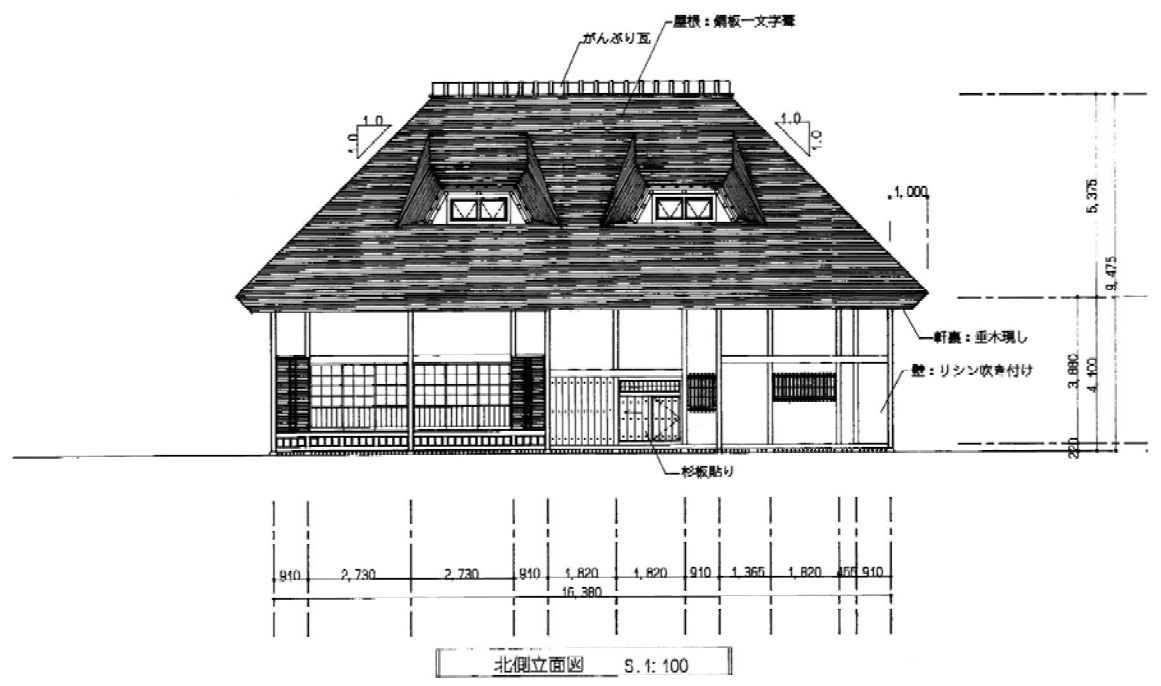 屋根：銅板一文字葺
がんぶり瓦
1.0
1.0
1.0
1.0
1,000
5,375
9,475
軒裏：垂木現し
壁：リシン吹き付け
3,880
4,100
220
杉板貼り
910 2,730 2,730 910 1,820 1,820 910 1,365 1,820 455 910
16,380
北側立面図 S.1:100